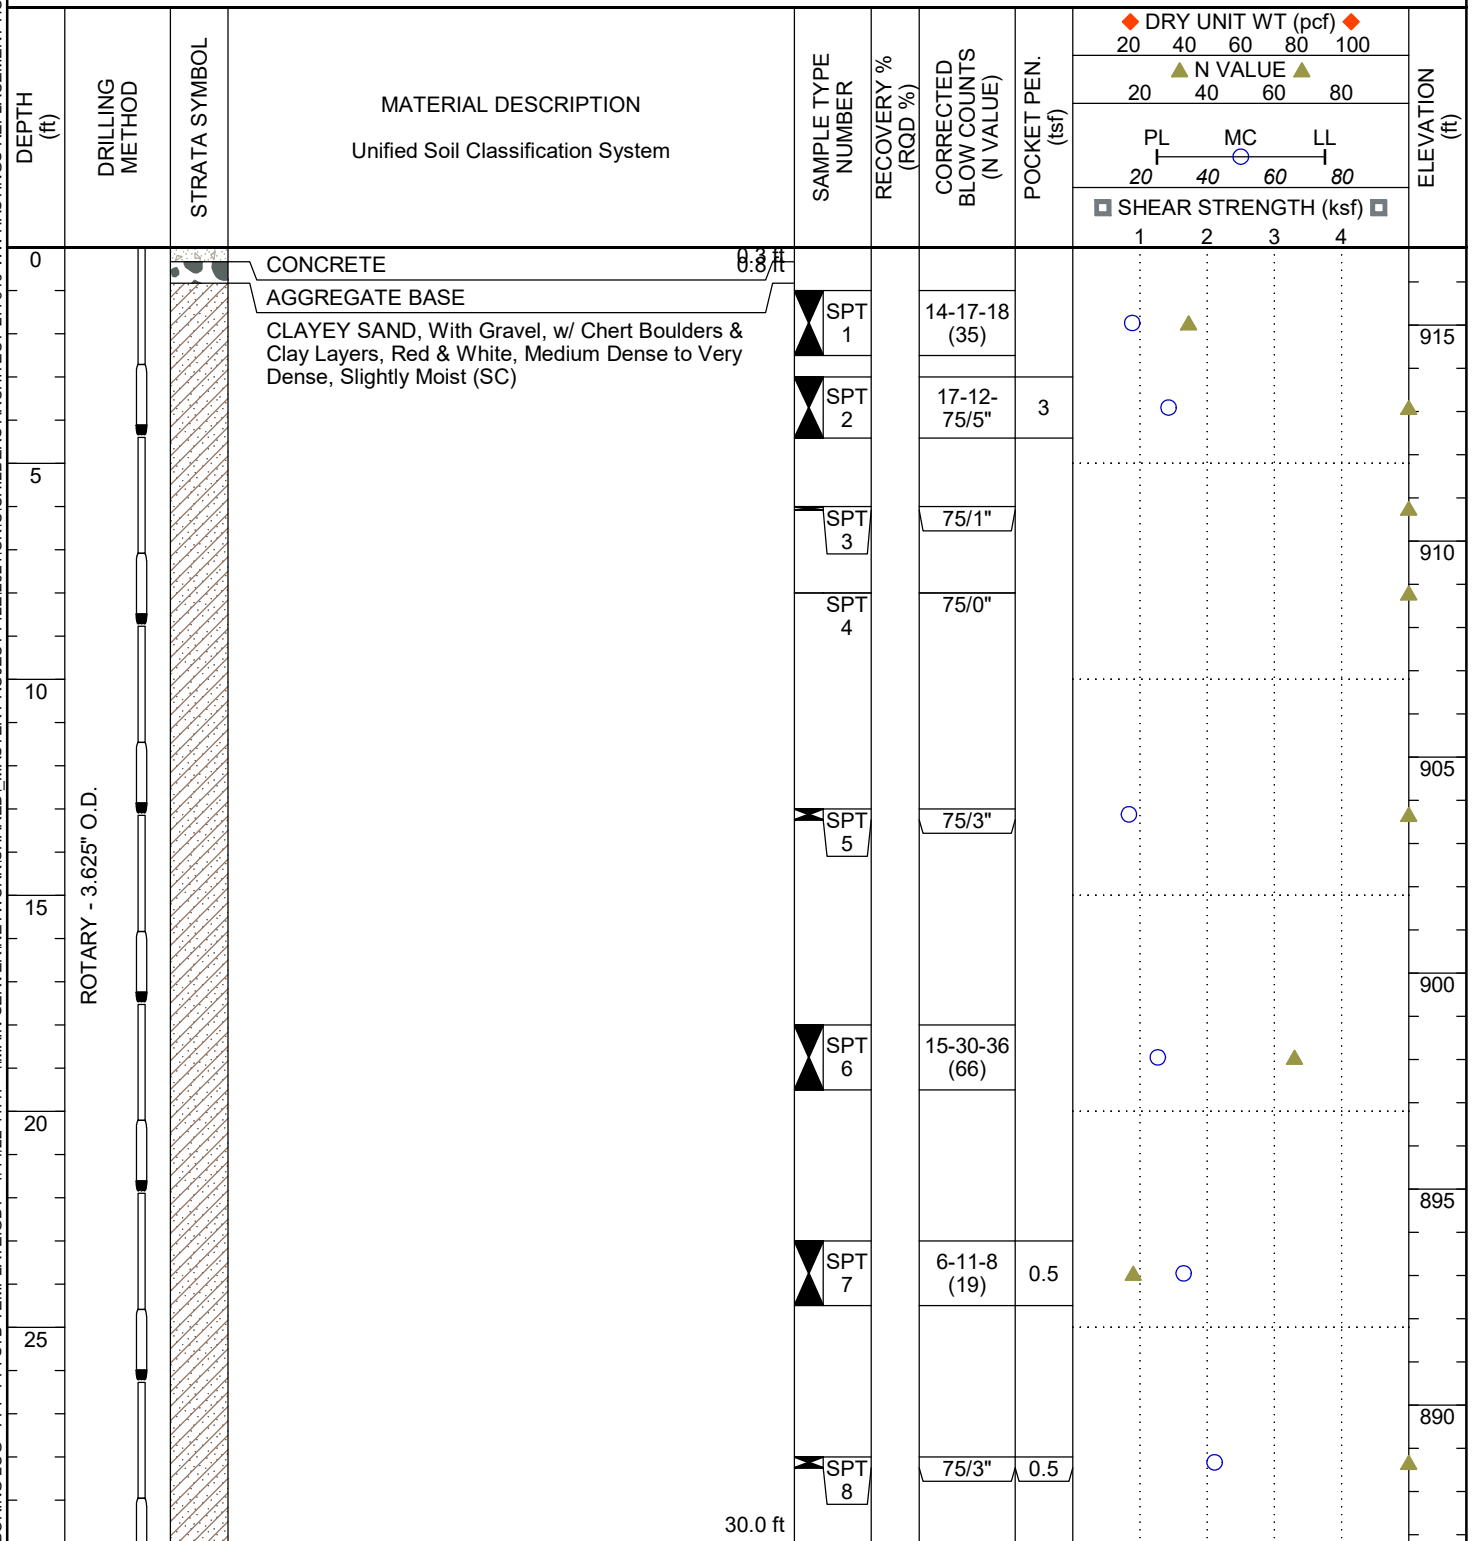 DEPTH
(ft)
DRILLING
METHOD
STRATA SYMBOL
MATERIAL DESCRIPTION
Unified Soil Classification System
SAMPLE TYPE
NUMBER
RECOVERY %
(RQD %)
CORRECTED
BLOW COUNTS
(N VALUE)
POCKET PEN.
(tsf)
DRY UNIT WT (pcf)
20 40 60 80 100
N VALUE
20 40 60 80
PL MC LL
20 40 60 80
SHEAR STRENGTH (ksf)
1 2 3 4
ELEVATION
(ft)
0
CONCRETE
0.3 ft
0.8 ft
AGGREGATE BASE
CLAYEY SAND, With Gravel, w/ Chert Boulders &
Clay Layers, Red & White, Medium Dense to Very
Dense, Slightly Moist (SC)
SPT
1
14-17-18
(35)
915
SPT
2
17-12-
75/5"
3
5
SPT
3
75/1"
910
SPT
4
75/0"
10
905
SPT
5
75/3"
ROTARY - 3.625" O.D.
15
900
SPT
6
15-30-36
(66)
20
895
SPT
7
6-11-8
(19)
0.5
25
890
SPT
8
75/3"
0.5
30.0 ft